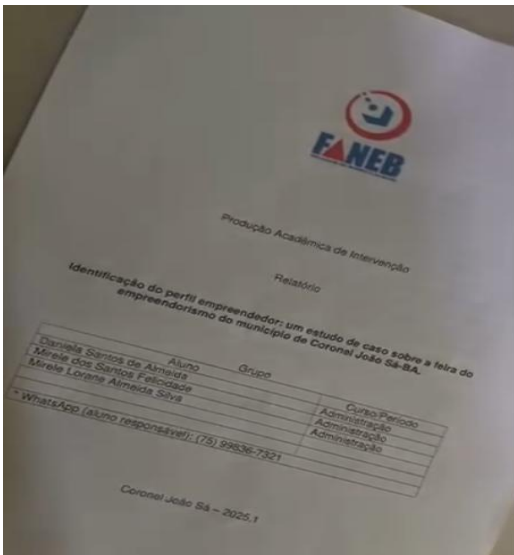 FANEB
Produção Acadêmica de Intervenção
Relatório
Identificação do perfil empreendedor: um estudo de caso sobre a feira do
empreendorismo do município de Coronel João Sá-BA.
Aluno Grupo Curso/Período
Daniela Santos de Almeida Administração
Mirele dos Santos Felicidade Administração
Mirele Lorane Almeida Silva Administração
* WhatsApp (aluno responsável): (75) 99836-7321
Coronel João Sá – 2025.1